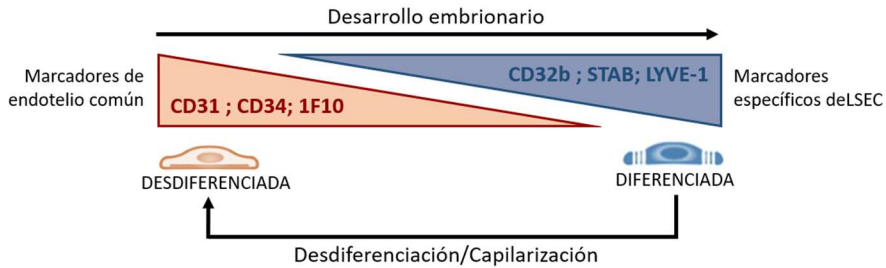 Desarrollo embrionario
Marcadores de
endotelio común
CD31 ; CD34; 1F10
CD32b ; STAB; LYVE-1
Marcadores
específicos deLSEC
DESDIFERENCIADA
DIFERENCIADA
Desdiferenciación/Capilarización